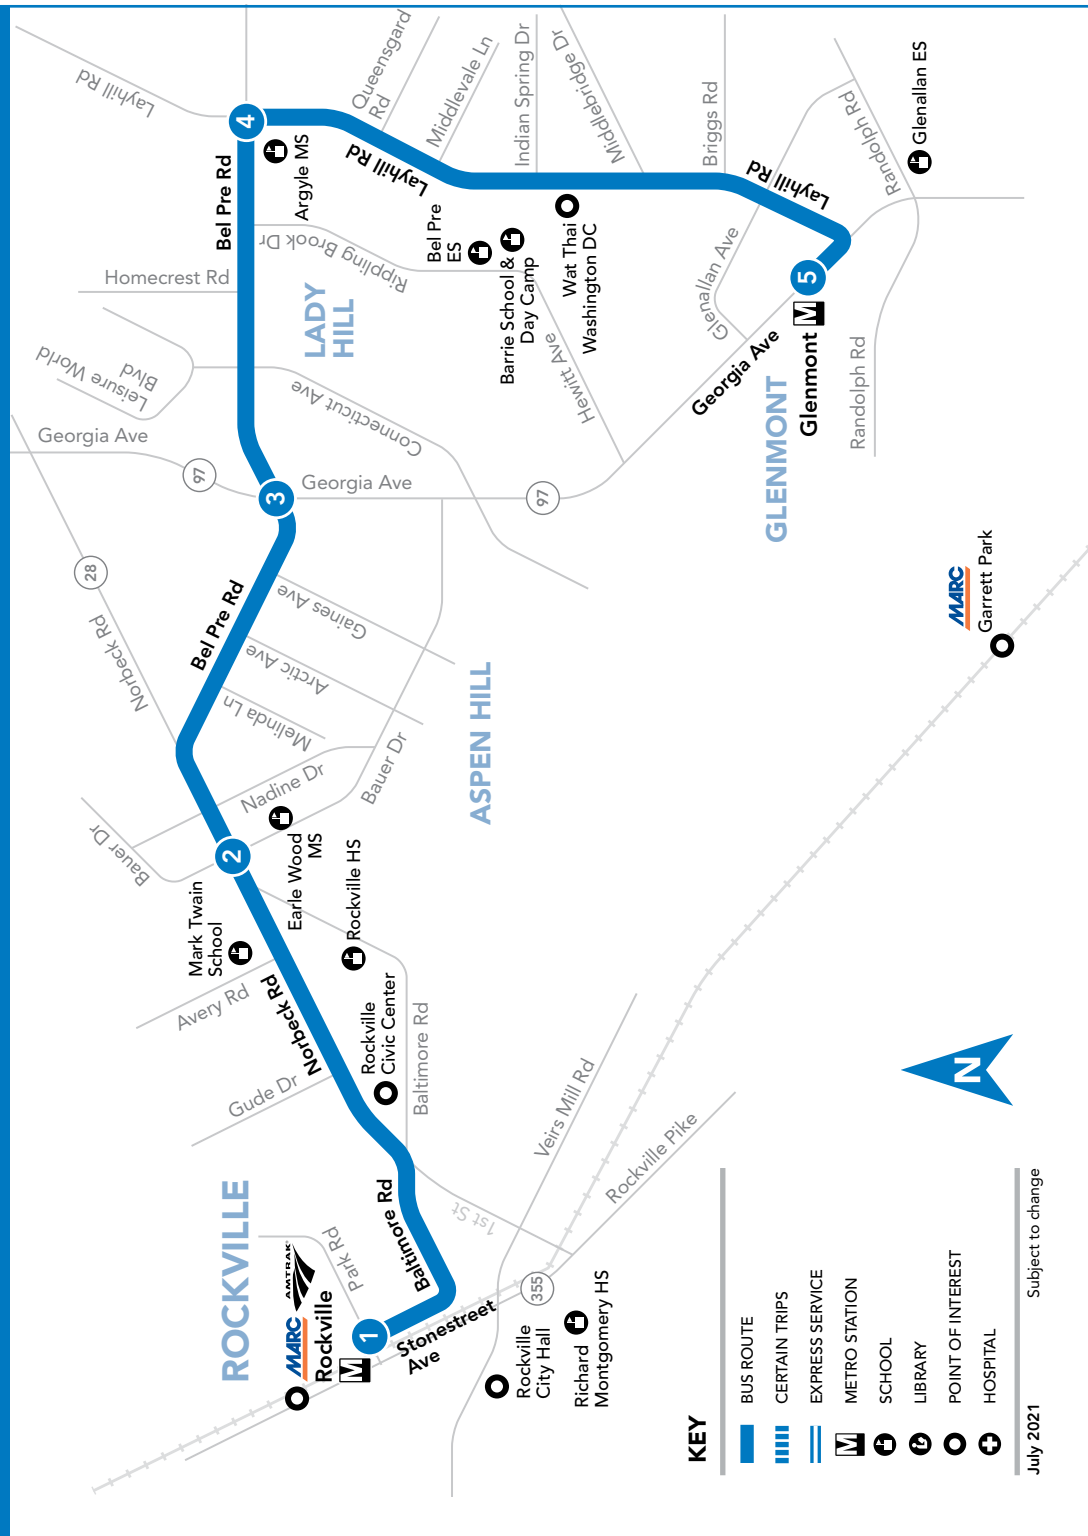 ROCKVILLE
MARC
AMTRAK
Rockville
M
1
Park Rd
Stonestreet
Ave
Baltimore Rd
1st St
Rockville
City Hall
Richard
Montgomery HS
355
Rockville Pike
Veirs Mill Rd
Gude Dr
Rockville
Civic Center
Baltimore Rd
Norbeck Rd
Avery Rd
Mark Twain
School
Rockville HS
Earle Wood
MS
2
Bauer Dr
Nadine Dr
Bauer Dr
Melinda Ln
Arctic Ave
Gaines Ave
ASPEN HILL
Norbeck Rd
28
Bel Pre Rd
3
Georgia Ave
97
Georgia Ave
97
Leisure World
Blvd
Connecticut Ave
Homecrest Rd
LADY
HILL
Bel Pre Rd
Rippling Brook Dr
Layhill Rd
4
Argyle MS
Queensgard
Rd
Layhill Rd
Middlevale Ln
Bel Pre
ES
Barrie School &
Day Camp
Indian Spring Dr
Middlebridge Dr
Wat Thai
Washington DC
Hewitt Ave
Briggs Rd
Layhill Rd
Glenallan Ave
Georgia Ave
5
M
Glenmont
GLENMONT
Randolph Rd
Randolph Rd
Glenallan ES
MARC
Garrett Park
N
KEY
BUS ROUTE
CERTAIN TRIPS
EXPRESS SERVICE
M
METRO STATION
SCHOOL
LIBRARY
POINT OF INTEREST
HOSPITAL
July 2021
Subject to change